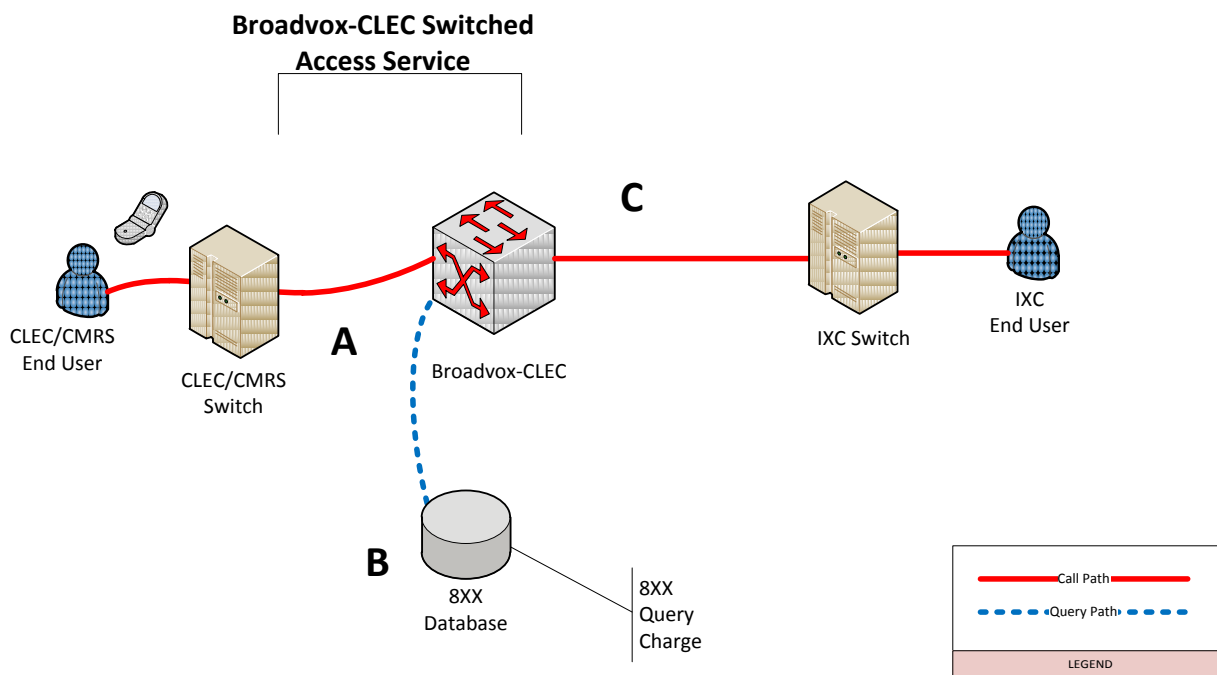 Broadvox-CLEC Switched
Access Service
C
CLEC/CMRS
End User
CLEC/CMRS
Switch
A
Broadvox-CLEC
IXC Switch
IXC
End User
B
8XX
Database
8XX
Query
Charge
Call Path
Query Path
LEGEND